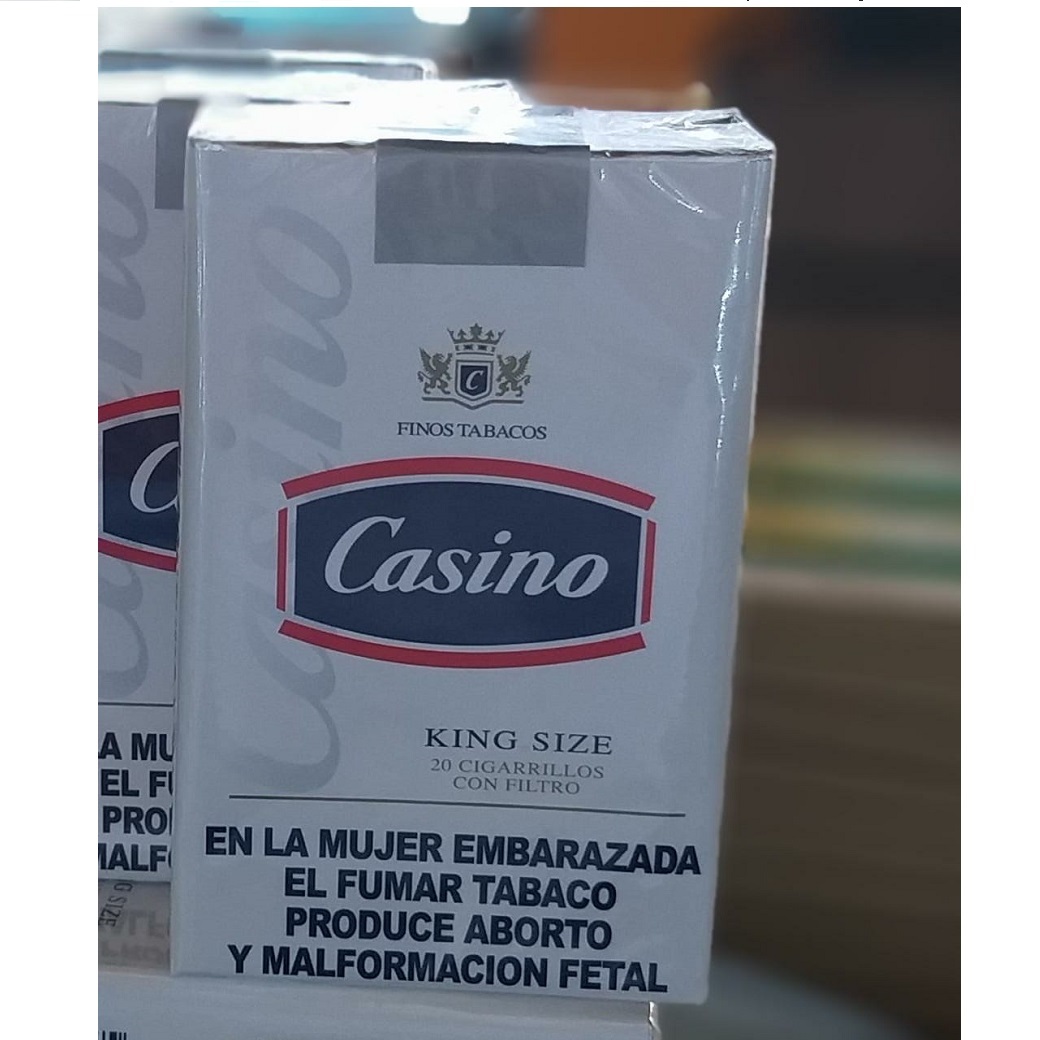 Casino
C
FINOS TABACOS
Casino
KING SIZE
20 CIGARRILLOS
CON FILTRO
EN LA MUJER EMBARAZADA
EL FUMAR TABACO
PRODUCE ABORTO
Y MALFORMACION FETAL